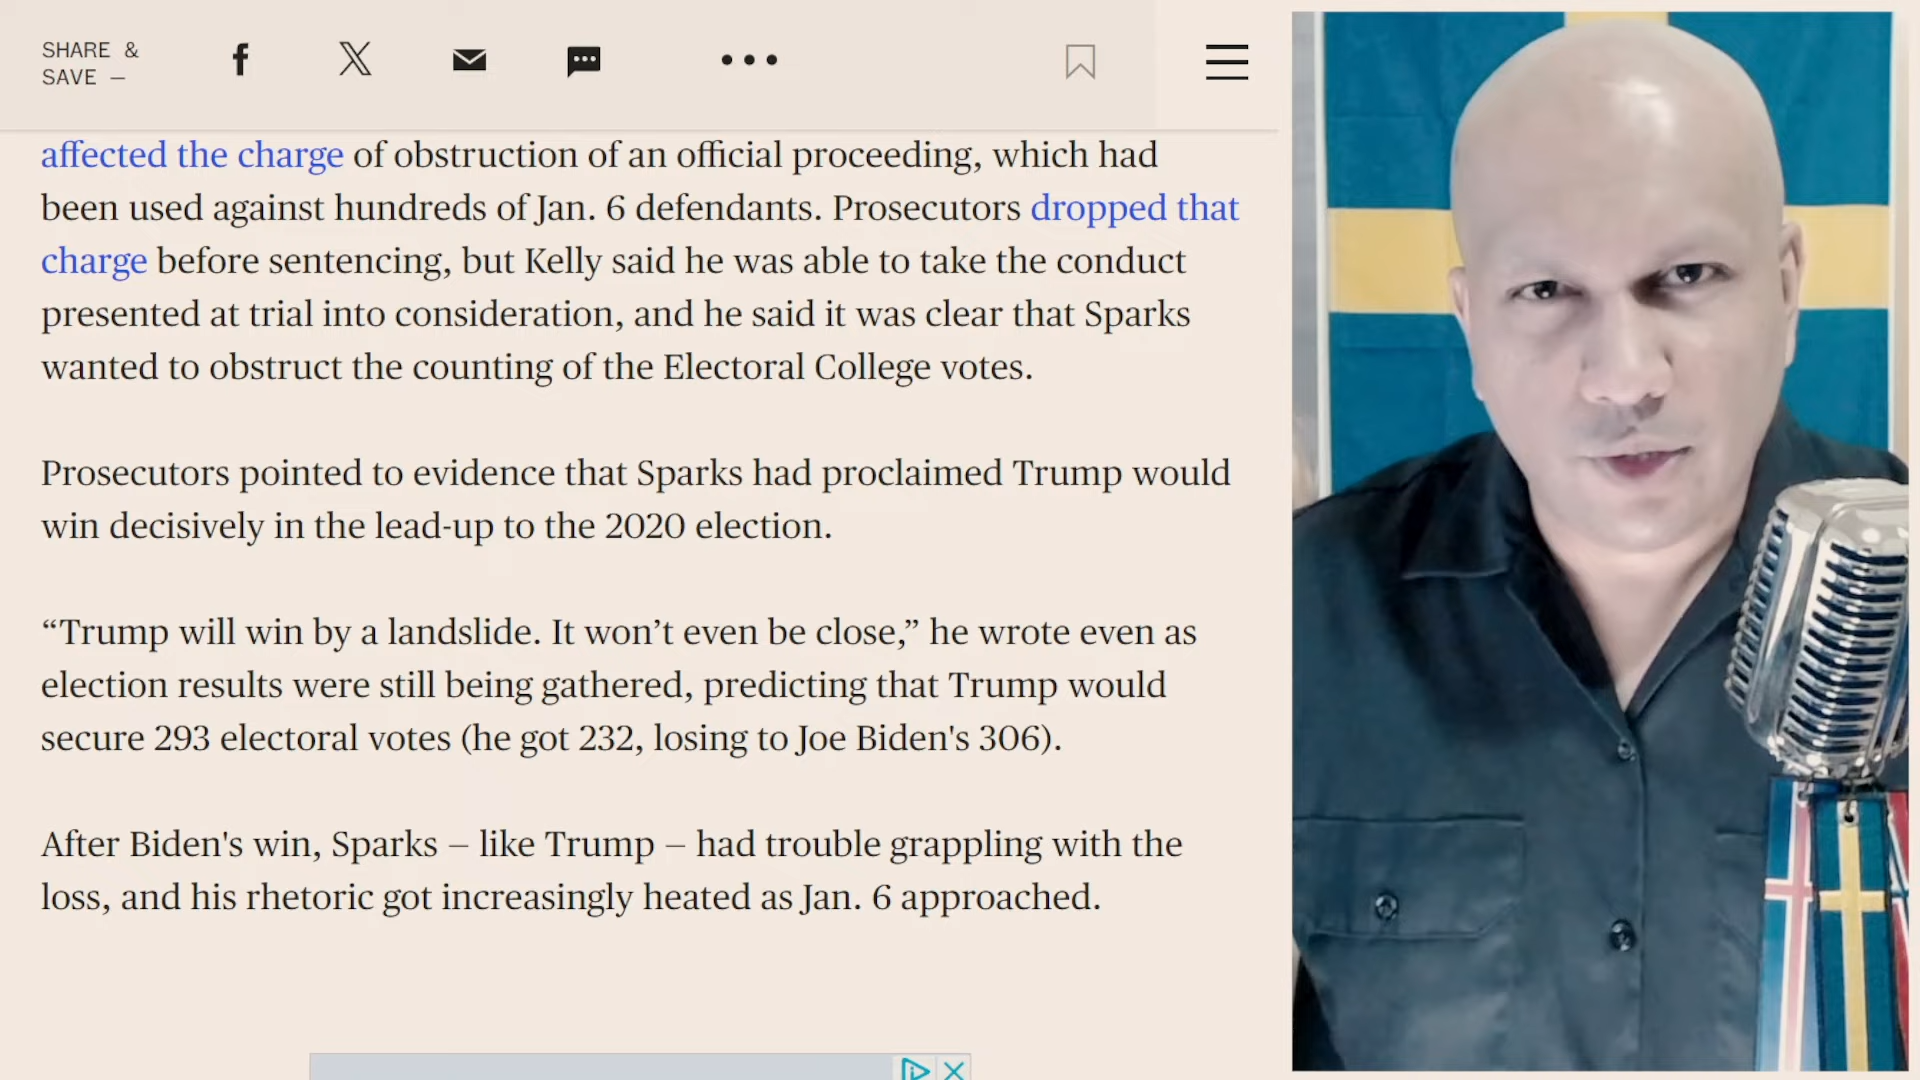 SHARE &
SAVE —
affected the charge of obstruction of an official proceeding, which had
been used against hundreds of Jan. 6 defendants. Prosecutors dropped that
charge before sentencing, but Kelly said he was able to take the conduct
presented at trial into consideration, and he said it was clear that Sparks
wanted to obstruct the counting of the Electoral College votes.
Prosecutors pointed to evidence that Sparks had proclaimed Trump would
win decisively in the lead-up to the 2020 election.
“Trump will win by a landslide. It won’t even be close,” he wrote even as
election results were still being gathered, predicting that Trump would
secure 293 electoral votes (he got 232, losing to Joe Biden's 306).
After Biden's win, Sparks — like Trump — had trouble grappling with the
loss, and his rhetoric got increasingly heated as Jan. 6 approached.